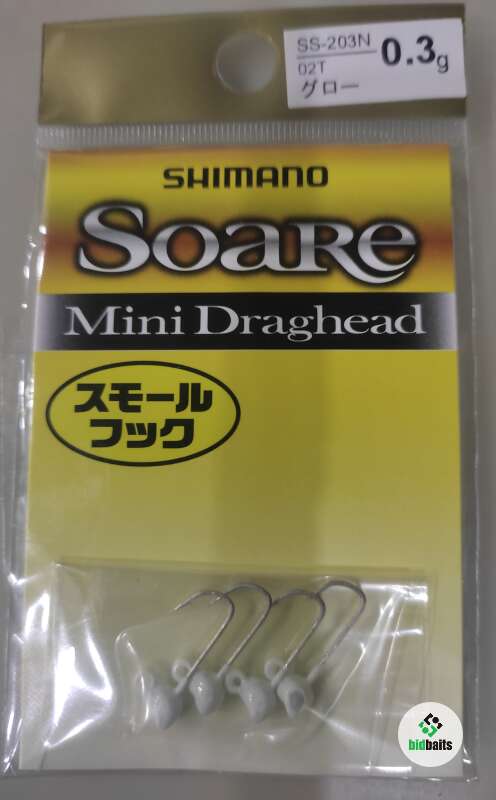 SS-203N
02T
グロー
0.3g
SHIMANO
Soare
Mini Draghead
スモール
フック
bidbaits